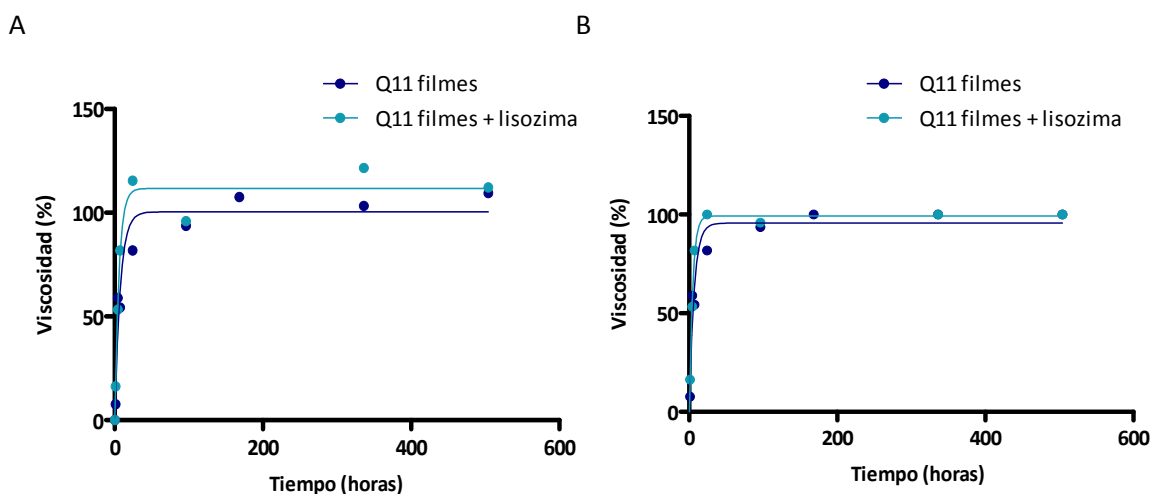 A
Q11 filmes
Q11 filmes + lisozima
150
100
50
0
Viscosidad (%)
0
200
400
600
Tiempo (horas)
B
Q11 filmes
Q11 filmes + lisozima
150
100
50
0
Viscosidad (%)
0
200
400
600
Tiempo (horas)